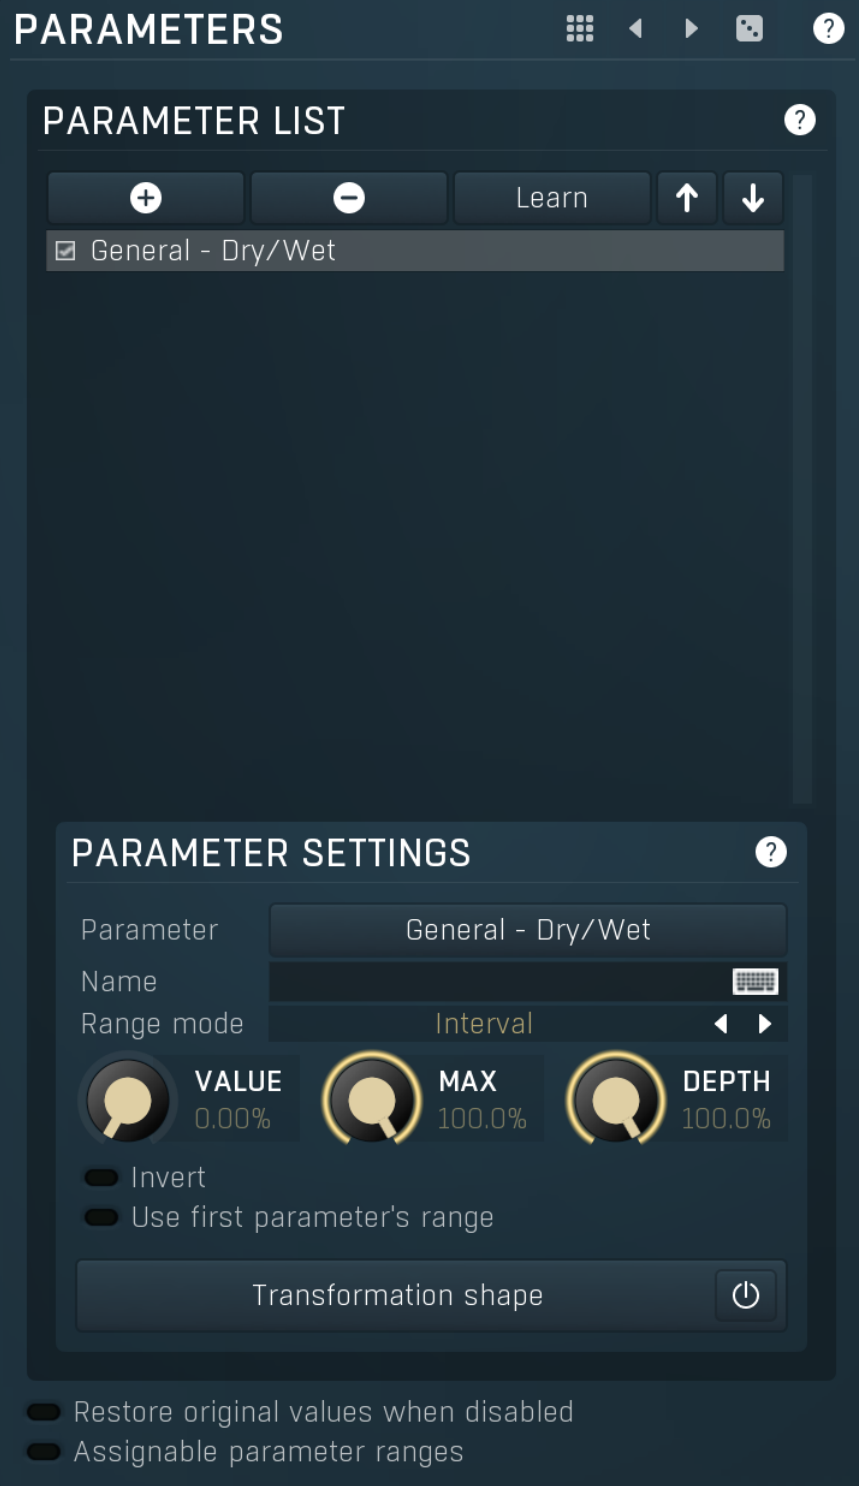 PARAMETERS
?
PARAMETER LIST
?
Learn
General - Dry/Wet
PARAMETER SETTINGS
?
Parameter General - Dry/Wet
Name
Range mode Interval
VALUE MAX DEPTH
0.00% 100.0% 100.0%
Invert
Use first parameter's range
Transformation shape
Restore original values when disabled
Assignable parameter ranges